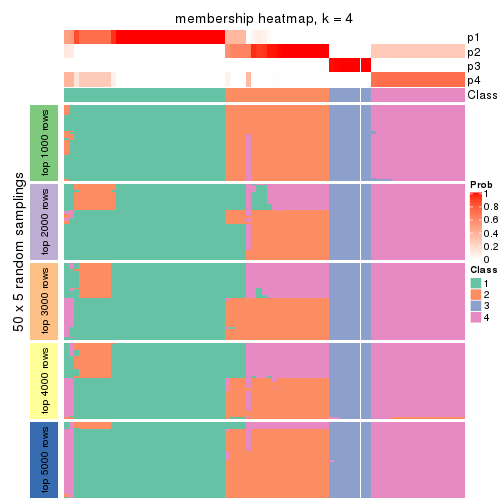 membership heatmap, k = 4
p1
p2
p3
p4
Class
50 x 5 random samplings
top 1000 rows
top 2000 rows
top 3000 rows
top 4000 rows
top 5000 rows
Prob
1
0.8
0.6
0.4
0.2
0
Class
1
2
3
4